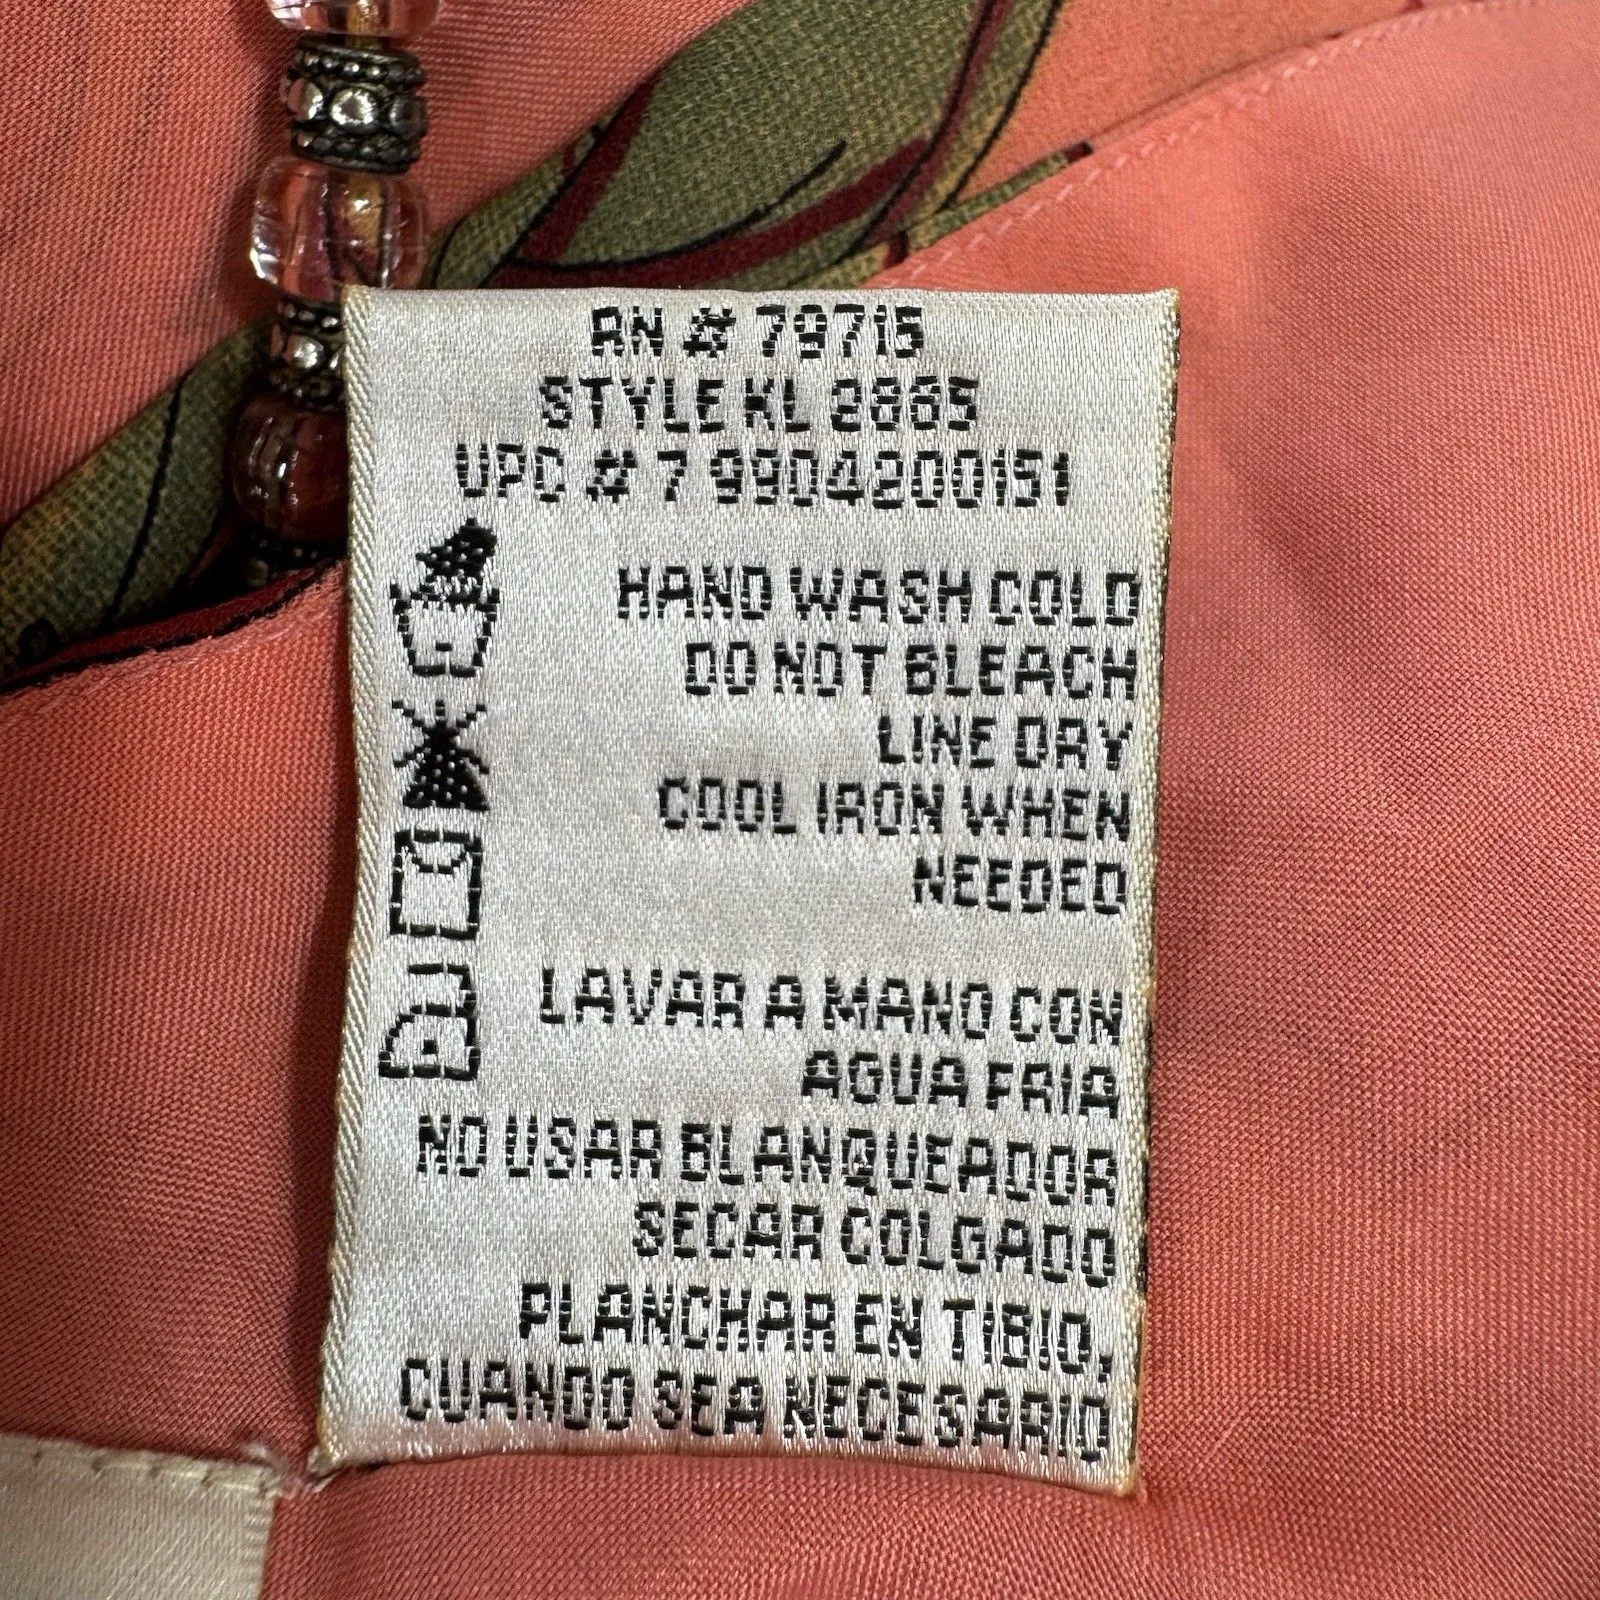 RN # 79715
STYLE KL 2885
UPC # 7 9904200151
HAND WASH COLD
DO NOT BLEACH
LINE DRY
COOL IRON WHEN
NEEDED
LAVAR A MANO CON
AGUA FRIA
NO USAR BLANQUEADOR
SECAR COLGADO
PLANCHAR EN TIBIO,
CUANDO SEA NECESARIO